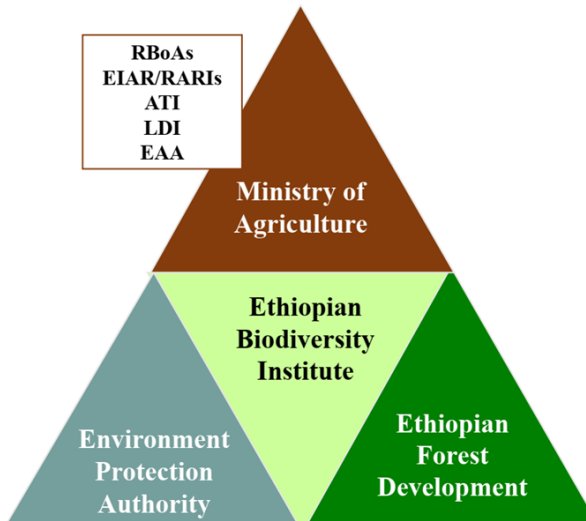 RBoAs
EIAR/RARIs
ATI
LDI
EAA
Ministry of
Agriculture
Ethiopian
Biodiversity
Institute
Environment
Protection
Authority
Ethiopian
Forest
Development